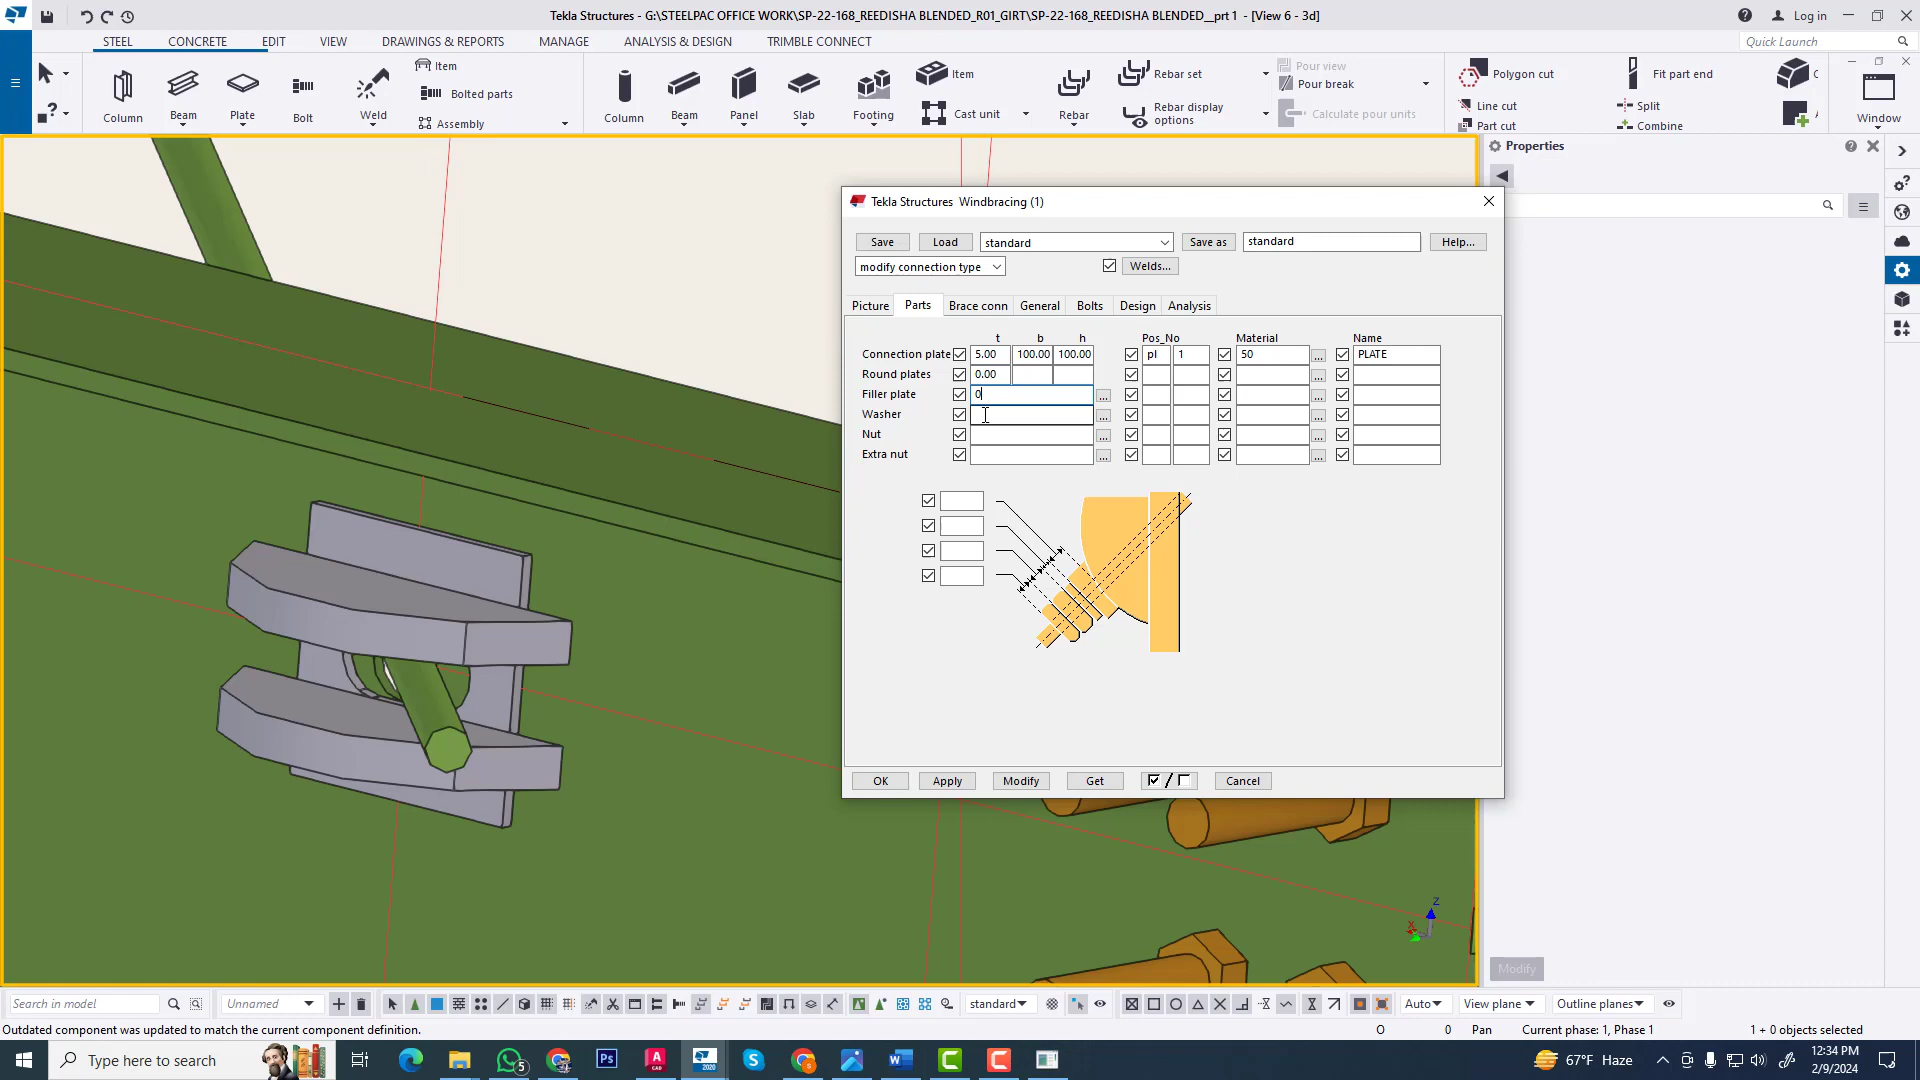 Tekla Structures - G:\STEELPAC OFFICE WORK\SP-22-168_REEDISHA BLENDED_R01_GIRT\SP-22-168_REEDISHA BLENDED__prt 1 - [View 6 - 3d]
Log in
STEEL CONCRETE EDIT VIEW DRAWINGS & REPORTS MANAGE ANALYSIS & DESIGN TRIMBLE CONNECT
Quick Launch
Item
Bolted parts
Assembly
Column Beam Plate Bolt Weld
Column Beam Panel Slab Footing
Item
Cast unit
Rebar
Rebar set
Rebar display options
Pour view
Pour break
Calculate pour units
Polygon cut
Line cut
Part cut
Fit part end
Split
Combine
Window
Properties
Tekla Structures Windbracing (1)
Save Load standard Save as standard Help...
modify connection type Welds...
Picture Parts Brace conn General Bolts Design Analysis
t b h Pos_No Material Name
Connection plate 5.00 100.00 100.00 pl 1 50 ... PLATE
Round plates 0.00 ...
Filler plate 0 ... ...
Washer ... ...
Nut ... ...
Extra nut ... ...
OK Apply Modify Get / Cancel
Z
X
Modify
Search in model Unnamed standard Auto View plane Outline planes
Outdated component was updated to match the current component definition. O 0 Pan Current phase: 1, Phase 1 1 + 0 objects selected
Type here to search
5
Ps
A
CAD
2020
67°F Haze
12:34 PM
2/9/2024